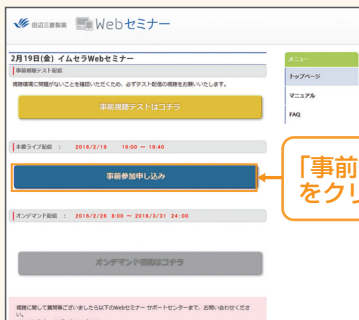 田辺三菱製薬 Webセミナー
2月19日(金) イムセラWebセミナー
事前視聴テスト配信
視聴環境に問題がないことを確認いただくため、必ずテスト配信の視聴をお願いいたします。
事前視聴テストはコチラ
本番ライブ配信 : 2016/2/19 18:00 ~ 18:40
事前参加申し込み
オンデマンド配信 : 2016/2/26 8:00 ~ 2016/3/31 24:00
オンデマンド視聴はコチラ
視聴に関して質問等ございましたら以下のWebセミナー サポートセンターまで、お問い合わせくださ
い。
メニュー
トップページ
マニュアル
FAQ
「事前
をクリ